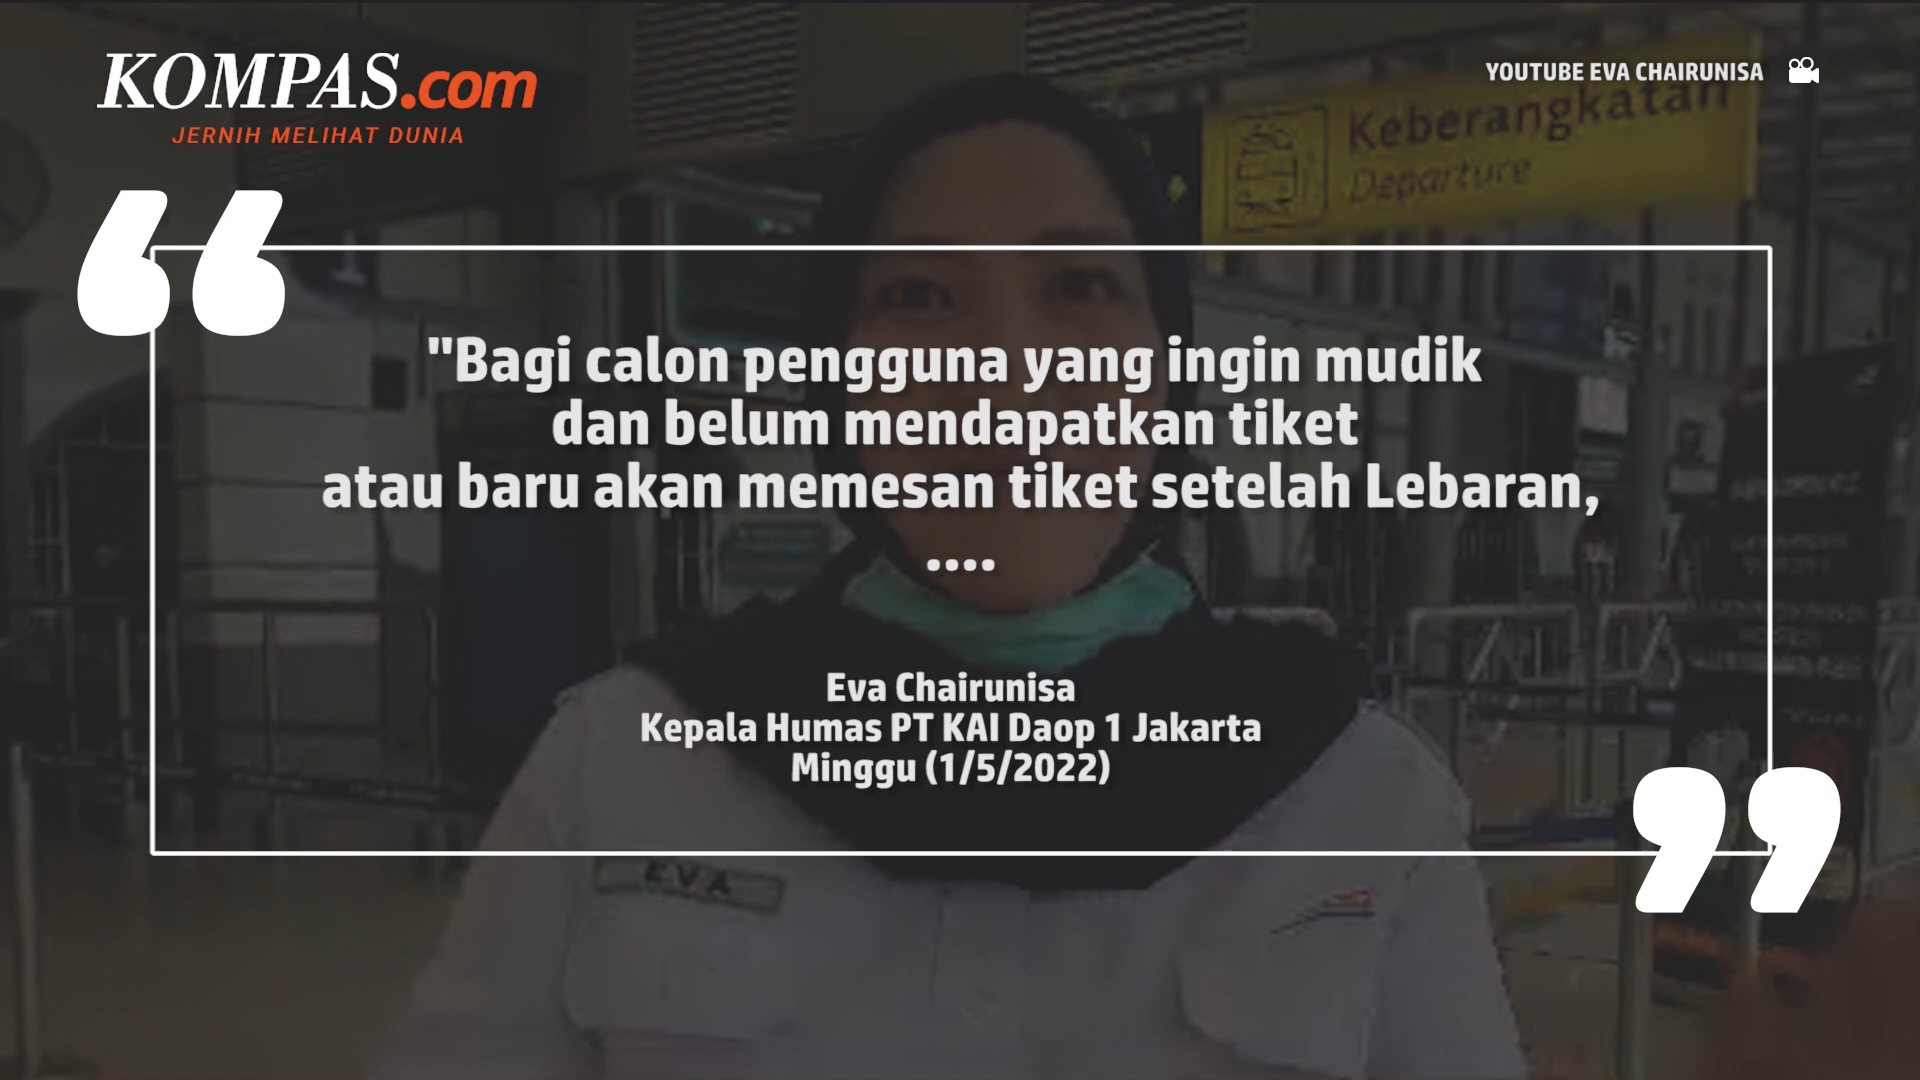 KOMPAS.com
JERNIH MELIHAT DUNIA
YOUTUBE EVA CHAIRUNISA
Keberangkatan
Departure
"Bagi calon pengguna yang ingin mudik
dan belum mendapatkan tiket
atau baru akan memesan tiket setelah Lebaran,
....
Eva Chairunisa
Kepala Humas PT KAI Daop 1 Jakarta
Minggu (1/5/2022)
EVA